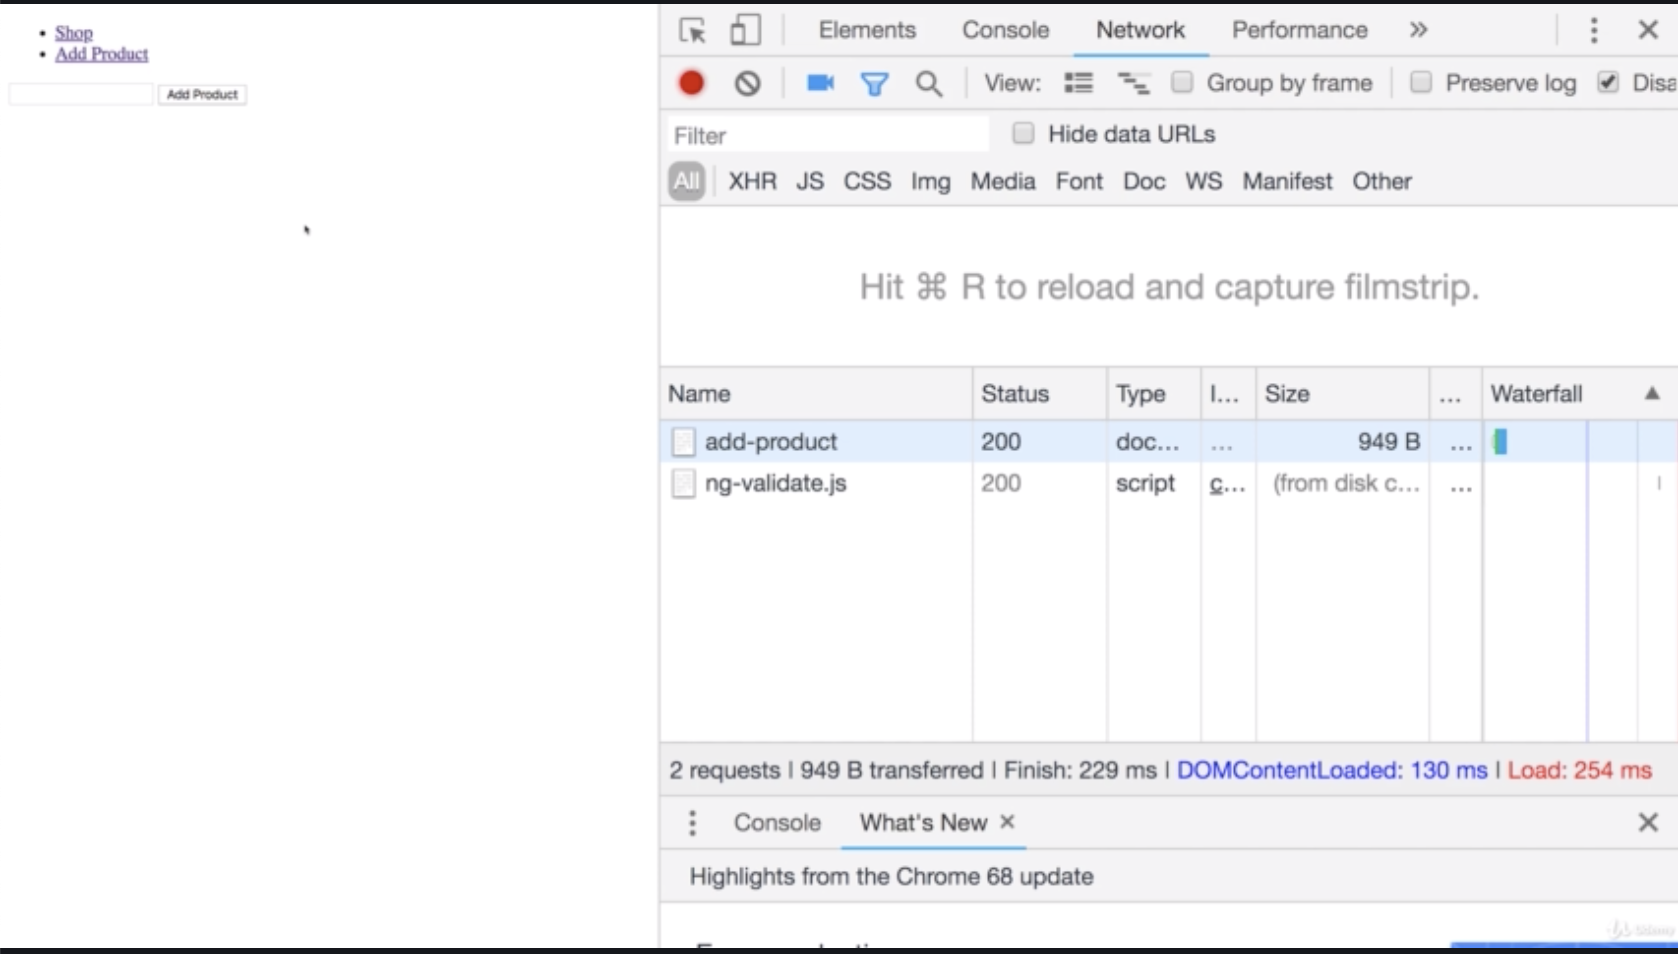 Shop
Add Product
Add Product
Elements Console Network Performance »
View: Group by frame Preserve log Disa
Filter Hide data URLs
All XHR JS CSS Img Media Font Doc WS Manifest Other
Hit ⌘ R to reload and capture filmstrip.
Name Status Type I... Size ... Waterfall ▲
add-product 200 doc... ... 949 B ...
ng-validate.js 200 script c... (from disk c... ...
2 requests | 949 B transferred | Finish: 229 ms | DOMContentLoaded: 130 ms | Load: 254 ms
Console What's New ×
Highlights from the Chrome 68 update
Udemy